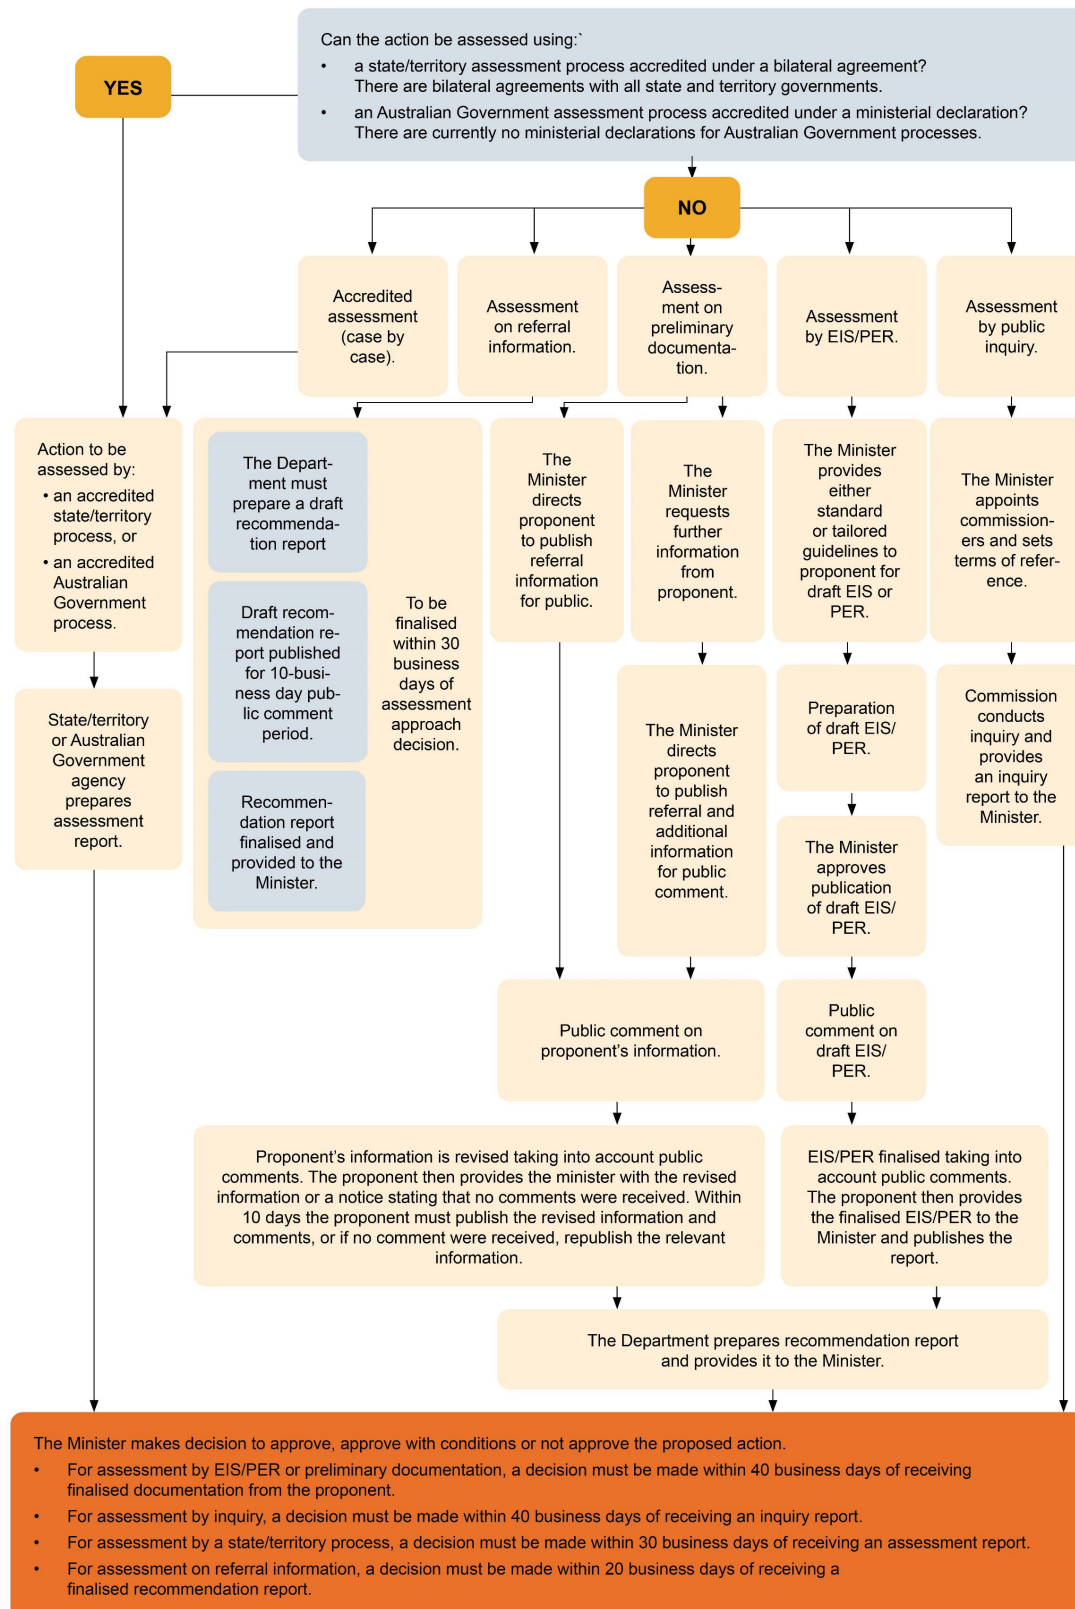 Can the action be assessed using:`
• a state/territory assessment process accredited under a bilateral agreement?
There are bilateral agreements with all state and territory governments.
• an Australian Government assessment process accredited under a ministerial declaration?
There are currently no ministerial declarations for Australian Government processes.
YES
NO
Accredited
assessment
(case by
case).
Assessment
on referral
information.
Assess-
ment on
preliminary
documenta-
tion.
Assessment
by EIS/PER.
Assessment
by public
inquiry.
Action to be
assessed by:
• an accredited
state/territory
process, or
• an accredited
Australian
Government
process.
The Depart-
ment must
prepare a draft
recommenda-
tion report
Draft recom-
mendation re-
port published
for 10-busi-
ness day pub-
lic comment
period.
Recommen-
dation report
finalised and
provided to the
Minister.
To be
finalised
within 30
business
days of
assessment
approach
decision.
The
Minister
directs
proponent
to publish
referral
information
for public.
The
Minister
requests
further
information
from
proponent.
The Minister
provides
either
standard
or tailored
guidelines to
proponent for
draft EIS or
PER.
The Minister
appoints
commission-
ers and sets
terms of refer-
ence.
State/territory
or Australian
Government
agency
prepares
assessment
report.
The Minister
directs
proponent
to publish
referral and
additional
information
for public
comment.
Preparation
of draft EIS/
PER.
Commission
conducts
inquiry and
provides
an inquiry
report to the
Minister.
The Minister
approves
publication
of draft EIS/
PER.
Public comment on
proponent’s information.
Public
comment on
draft EIS/
PER.
Proponent’s information is revised taking into account public
comments. The proponent then provides the minister with the revised
information or a notice stating that no comments were received. Within
10 days the proponent must publish the revised information and
comments, or if no comment were received, republish the relevant
information.
EIS/PER finalised taking into
account public comments.
The proponent then provides
the finalised EIS/PER to the
Minister and publishes the
report.
The Department prepares recommendation report
and provides it to the Minister.
The Minister makes decision to approve, approve with conditions or not approve the proposed action.
• For assessment by EIS/PER or preliminary documentation, a decision must be made within 40 business days of receiving
finalised documentation from the proponent.
• For assessment by inquiry, a decision must be made within 40 business days of receiving an inquiry report.
• For assessment by a state/territory process, a decision must be made within 30 business days of receiving an assessment report.
• For assessment on referral information, a decision must be made within 20 business days of receiving a
finalised recommendation report.